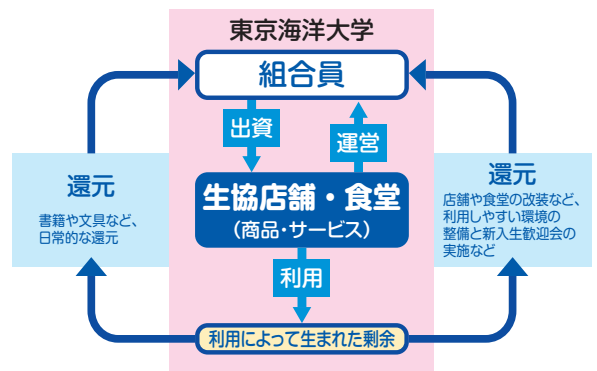 東京海洋大学
組合員
出資
運営
還元
書籍や文具など、
日常的な還元
生協店舗・食堂
（商品・サービス）
還元
店舗や食堂の改装など、
利用しやすい環境の
整備と新入生歓迎会の
実施など
利用
利用によって生まれた剰余